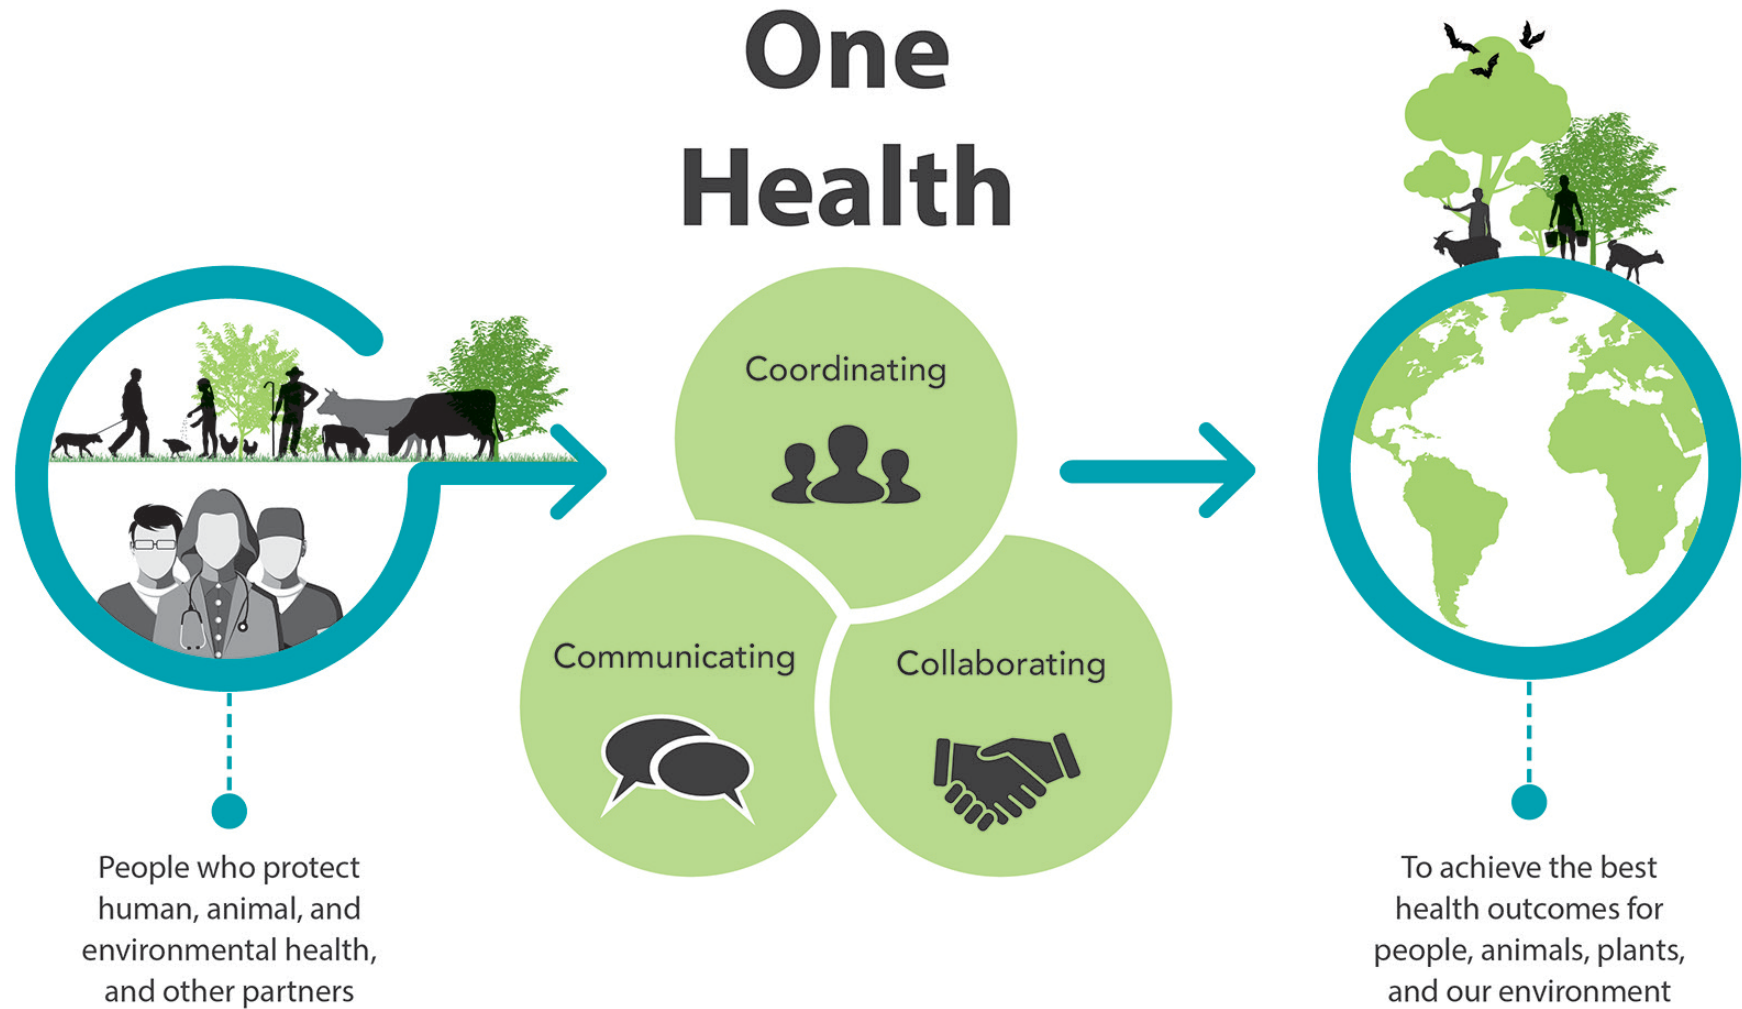 One
Health
Coordinating
Communicating
Collaborating
People who protect
human, animal, and
environmental health,
and other partners
To achieve the best
health outcomes for
people, animals, plants,
and our environment